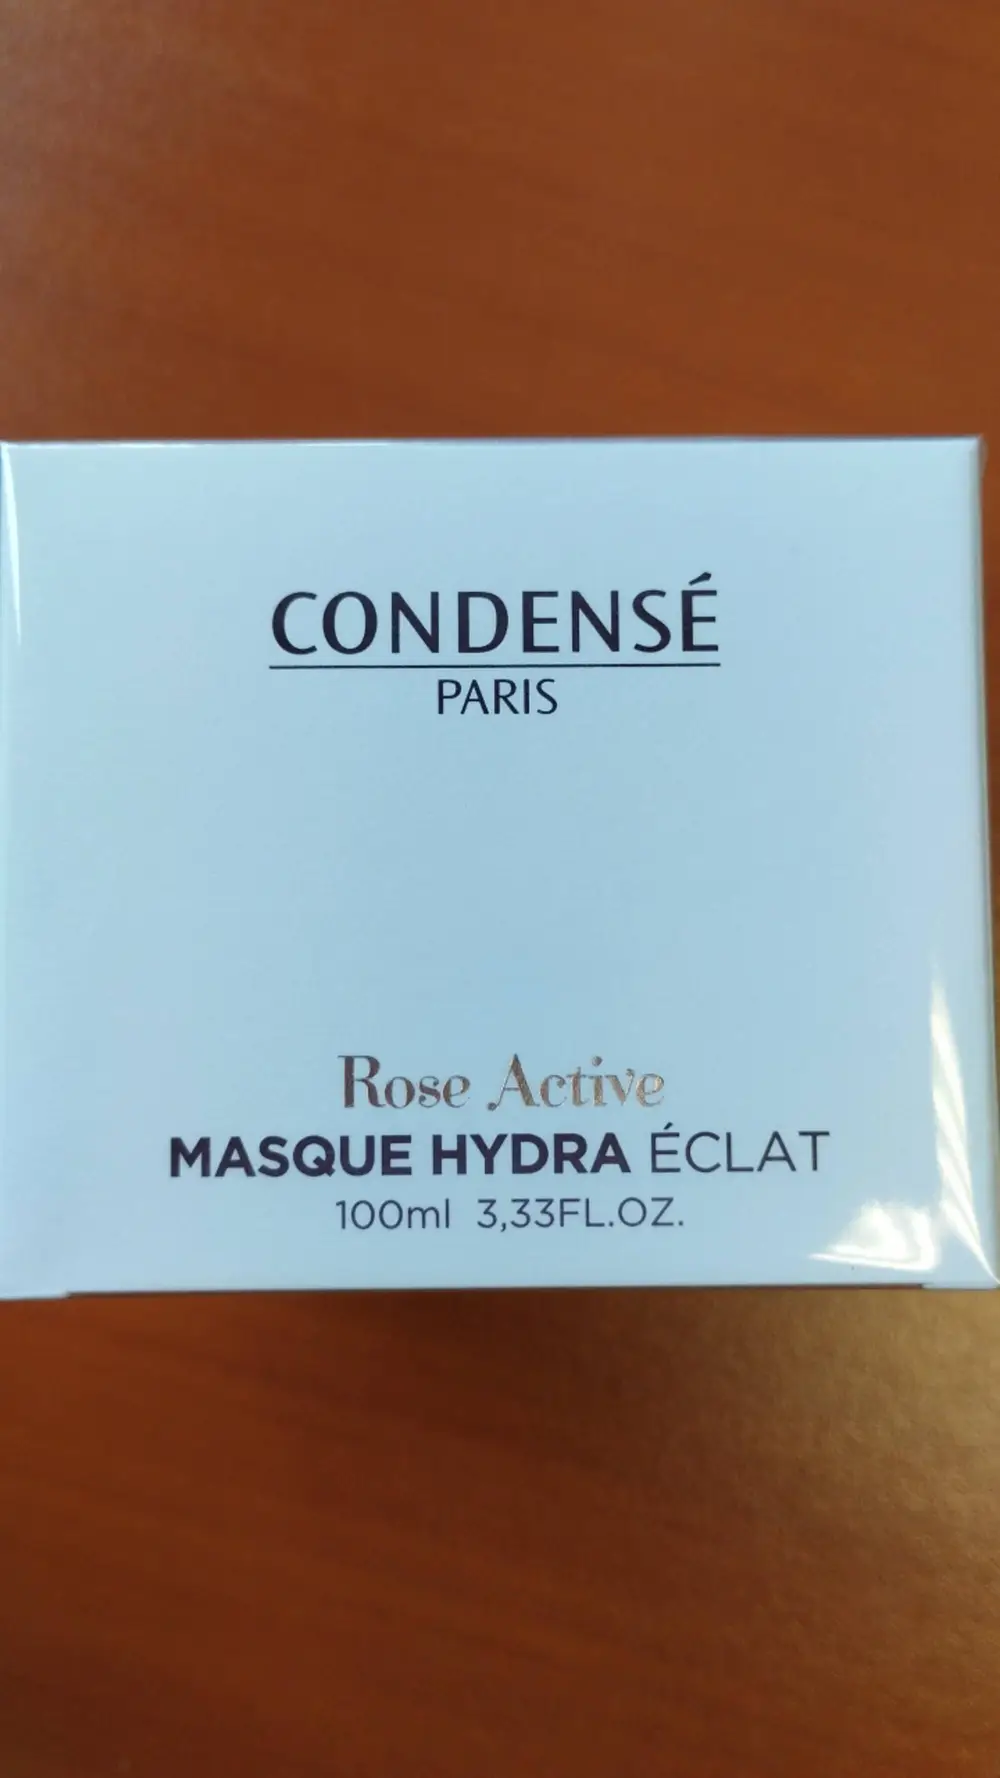 CONDENSÉ
PARIS
Rose Active
MASQUE HYDRA ÉCLAT
100ml 3,33FL.OZ.